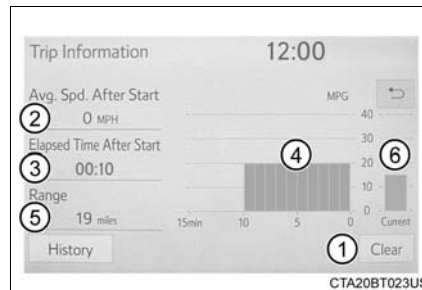 Trip Information
12:00
Avg. Spd. After Start
MPG
2
0 MPH
40
Elapsed Time After Start
30
3
00:10
4
20
6
Range
10
5
19 miles
15min
10
5
0
0
Current
History
1
Clear
CTA20BT023US